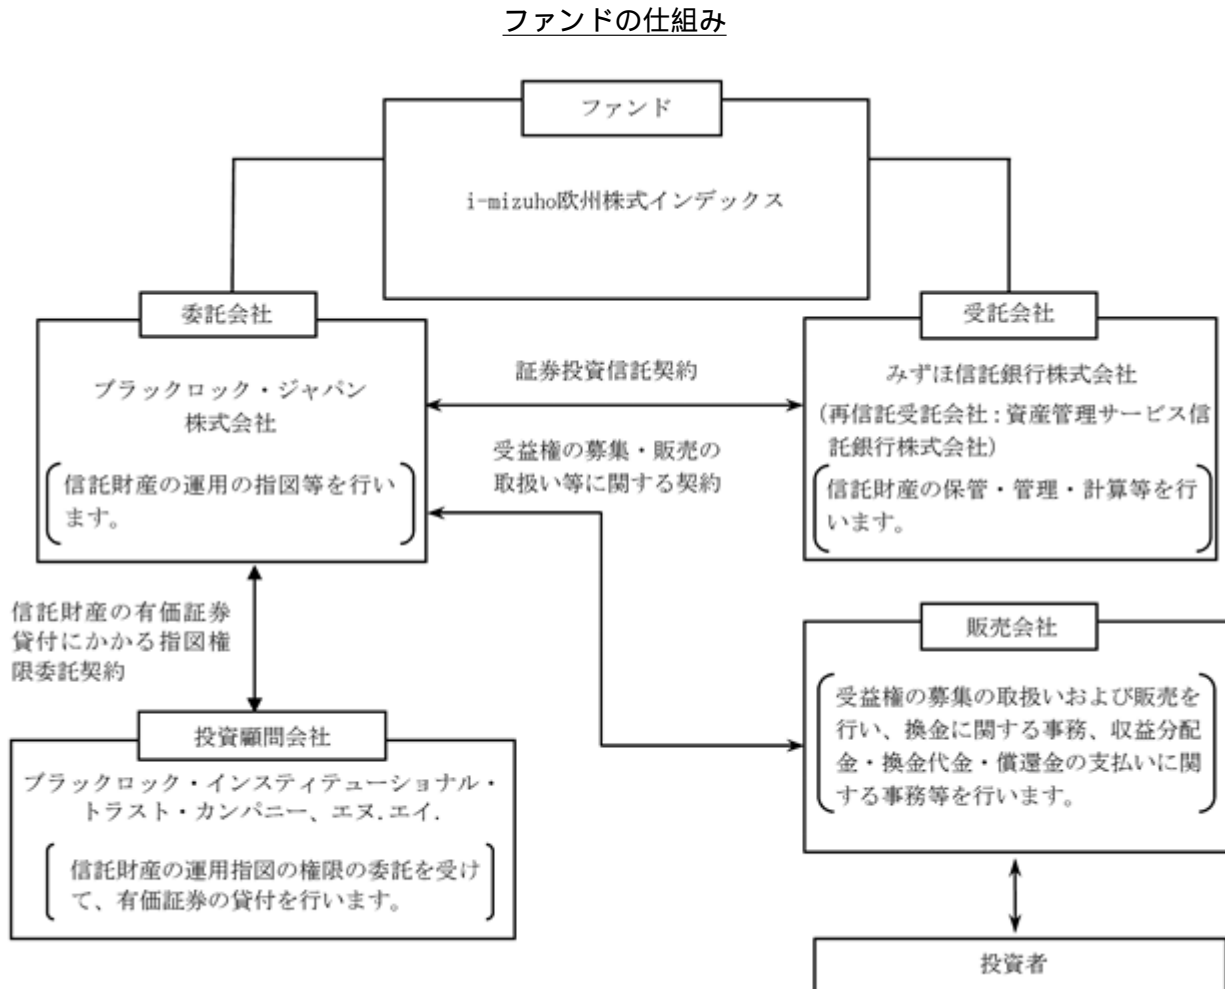 ファンドの仕組み
ファンド
i-mizuho欧州株式インデックス
委託会社
ブラックロック・ジャパン
株式会社
信託財産の運用の指図等を行い
ます。
証券投資信託契約
受益権の募集・販売の
取扱い等に関する契約
受託会社
みずほ信託銀行株式会社
(再信託受託会社:資産管理サービス信
託銀行株式会社)
信託財産の保管・管理・計算等を行
います。
信託財産の有価証券
貸付にかかる指図権
限委託契約
販売会社
受益権の募集の取扱いおよび販売を
行い、換金に関する事務、収益分配
金・換金代金・償還金の支払いに関
する事務等を行います。
投資顧問会社
ブラックロック・インスティテューショナル・
トラスト・カンパニー、エヌ.エイ.
信託財産の運用指図の権限の委託を受け
て、有価証券の貸付を行います。
投資者